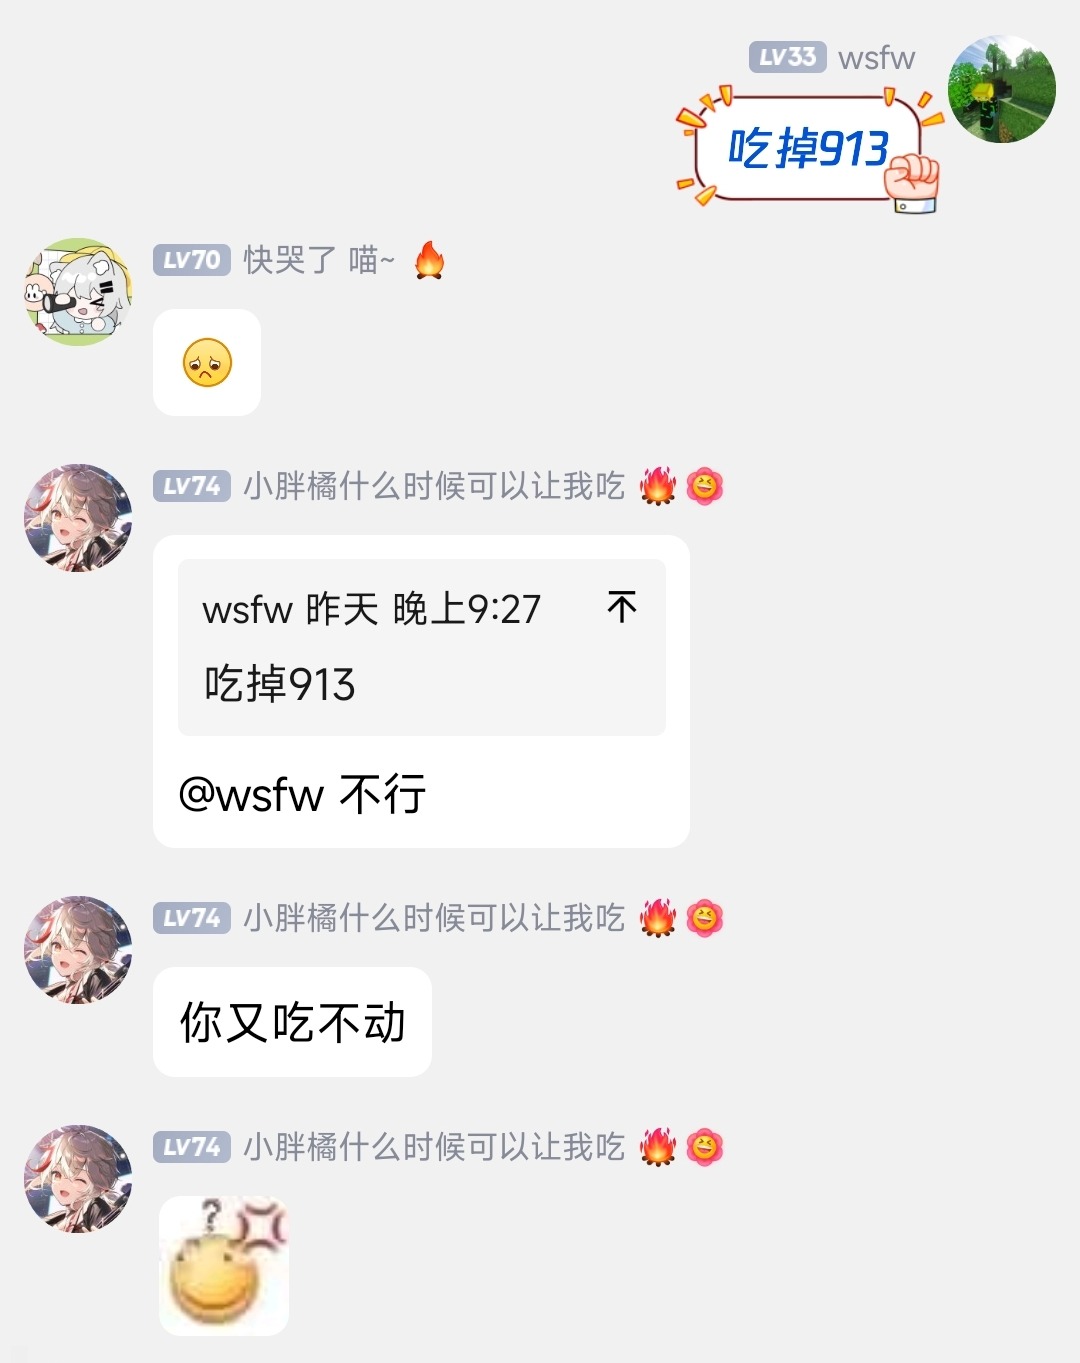 LV33 wsfw
吃掉913
LV70 快哭了 喵~
LV74 小胖橘什么时候可以让我吃
wsfw 昨天 晚上9:27
吃掉913
@wsfw 不行
LV74 小胖橘什么时候可以让我吃
你又吃不动
LV74 小胖橘什么时候可以让我吃
?